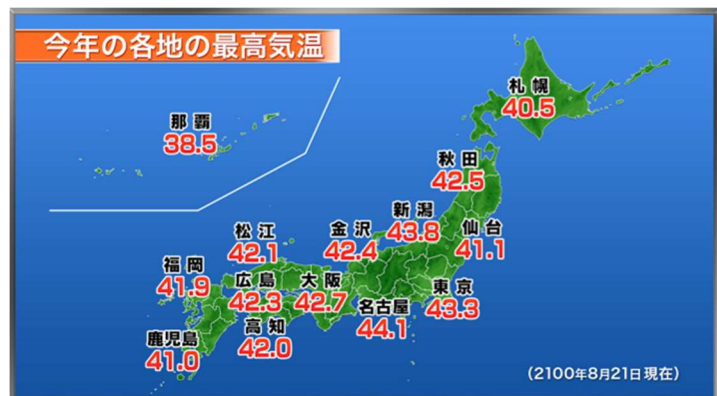 今年の各地の最高気温
札幌
40.5
那覇
38.5
秋田
42.5
新潟
43.8
仙台
41.1
金沢
42.4
松江
42.1
福岡
41.9
広島
42.3
大阪
42.7
東京
43.3
名古屋
44.1
高知
42.0
鹿児島
41.0
(2100年8月21日現在)